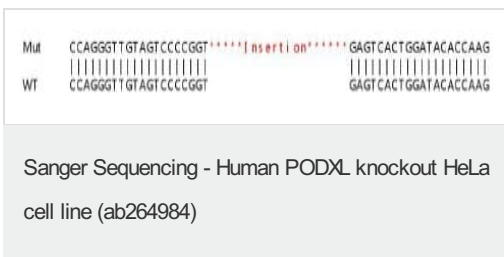 Mut CCAGGGTTGTAGTCCCCGGT*****Insertion******GAGTCACTGGATACACCAAG
WT CCAGGGTTGTAGTCCCCGGT GAGTCACTGGATACACCAAG
Sanger Sequencing - Human PODXL knockout HeLa
cell line (ab264984)